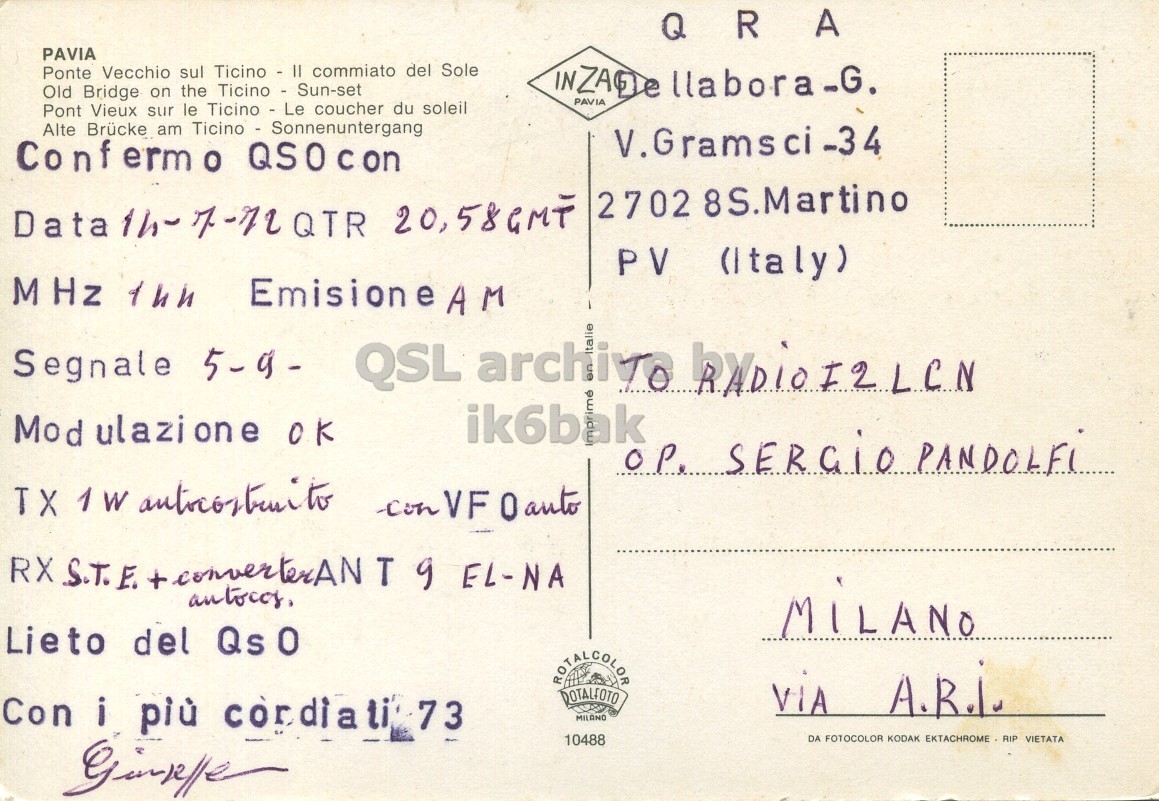 PAVIA
Ponte Vecchio sul Ticino - Il commiato del Sole
Old Bridge on the Ticino - Sun-set
Pont Vieux sur le Ticino - Le coucher du soleil
Alte Brücke am Ticino - Sonnenuntergang
Confermo QSO con
Data 14-7-72 QTR 20,58 GMT
MHz 144 Emisione AM
Segnale 5-9-
Modulazione OK
TX 1W autocostruito con VFO auto
RX S.T.E. + converter ANT 9 EL-NA
autocos.
Lieto del QsO
Con i più cordiati 73
Giuseppe
INZAG
PAVIA
Imprimé en Italie
ROTALCOLOR
ROTALFOTO
MILANO
10488
QRA
Dellabora-G.
V.Gramsci-34
27028 S.Martino
PV (Italy)
TO RADIO I2LCN
OP. SERGIO PANDOLFI
MILANO
VIA A.R.I.
DA FOTOCOLOR KODAK EKTACHROME - RIP VIETATA
QSL archive by
ik6bak